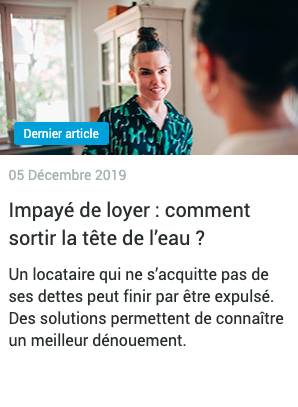 Dernier article
05 Décembre 2019
Impayé de loyer : comment
sortir la tête de l’eau ?
Un locataire qui ne s’acquitte pas de
ses dettes peut finir par être expulsé.
Des solutions permettent de connaître
un meilleur dénouement.